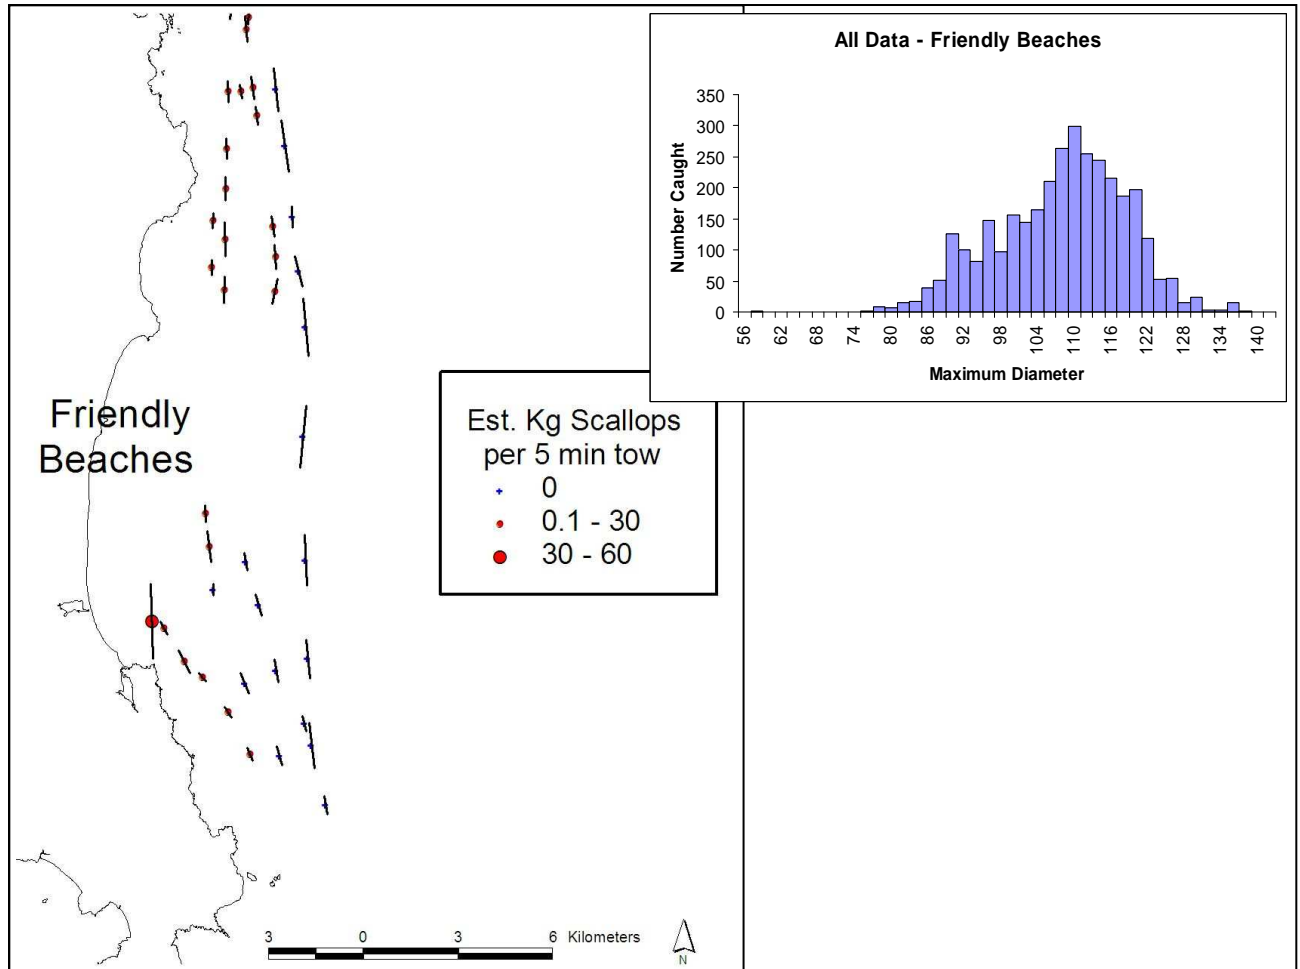 All Data - Friendly Beaches
Number Caught
350
300
250
200
150
100
50
0
56 62 68 74 80 86 92 98 104 110 116 122 128 134 140
Maximum Diameter
Friendly
Beaches
Est. Kg Scallops
per 5 min tow
0
0.1 - 30
30 - 60
3 0 3 6 Kilometers
N